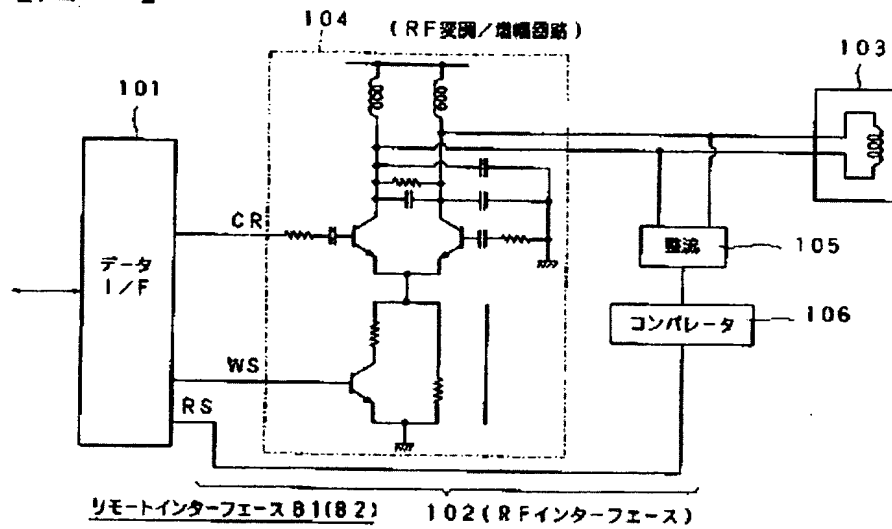 104
(RF変調/増幅回路)
103
101
CR
データ
I/F
整流
105
コンパレータ
106
WS
RS
リモートインターフェース B1(B2)
102(RFインターフェース)